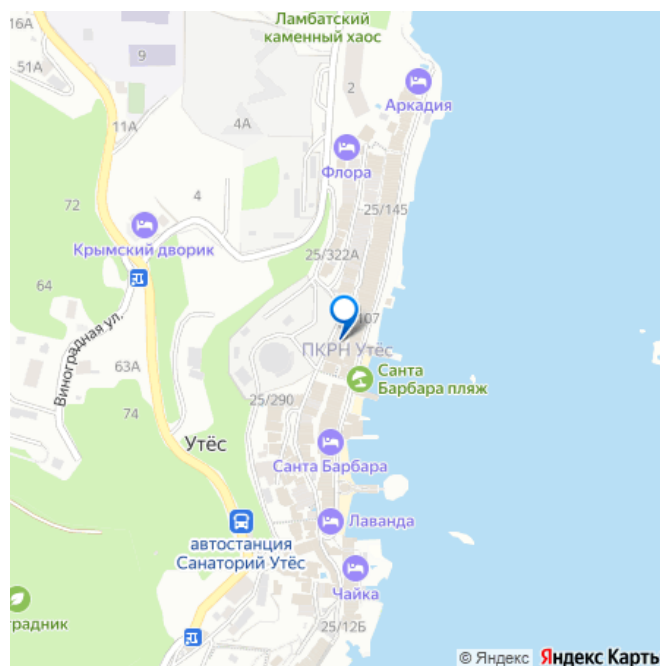 Ламбатский
каменный хаос
16А
51А
9
2
Аркадия
11А
4А
Флора
72
4
25/145
Крымский дворик
25/322А
64
Виноградная ул.
107
ПКРН Утёс
63А
Санта
Барбара пляж
74
25/290
Утёс
Санта Барбара
Лаванда
автостанция
Санаторий Утёс
Чайка
градник
25/12Б
© Яндекс Яндекс Карты